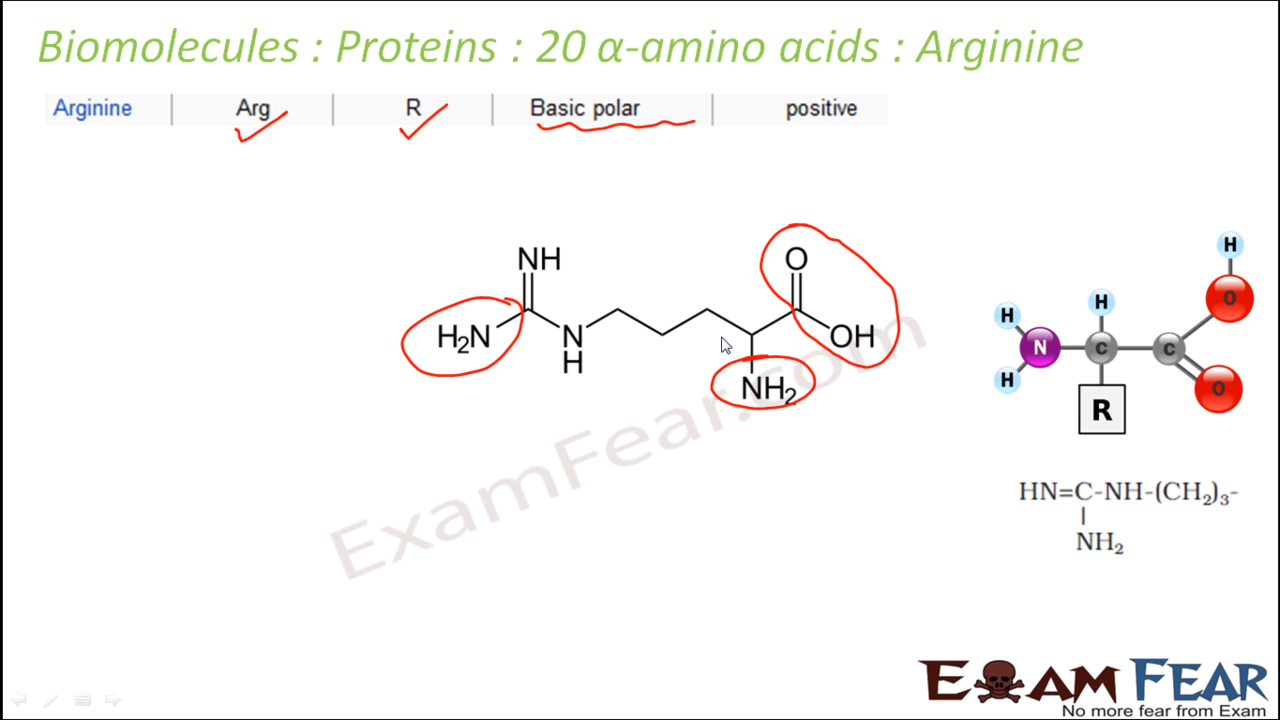 Biomolecules : Proteins : 20 α-amino acids : Arginine
Arginine Arg R Basic polar positive
NH
O
H₂N
N
H
OH
NH₂
H
H
H
H
N
C
C
O
O
R
HN=C-NH-(CH₂)₃-
NH₂
ExamFear.com
EXAM FEAR
No more fear from Exam